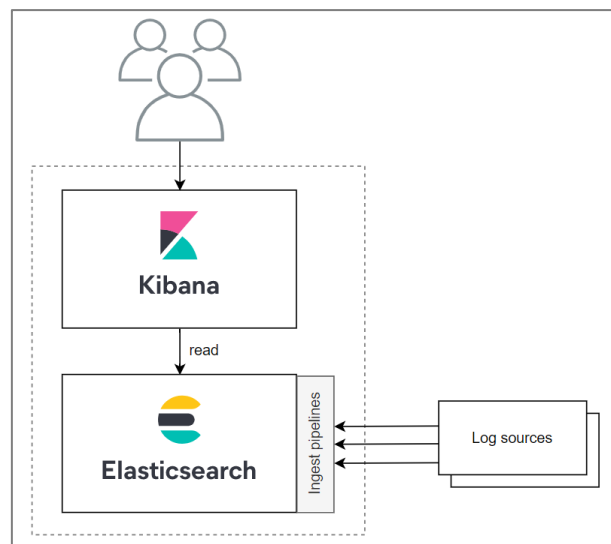 Kibana
read
Elasticsearch
Ingest pipelines
Log sources